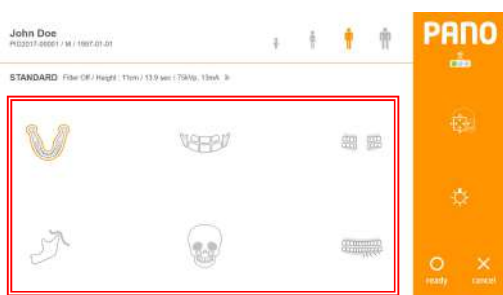 John Doe
PID2017-00001 / M / 1997-01-01
PANO
STANDARD Filter Off / Height : 11cm / 13.9 sec / 75kVp, 13mA
ready
cancel